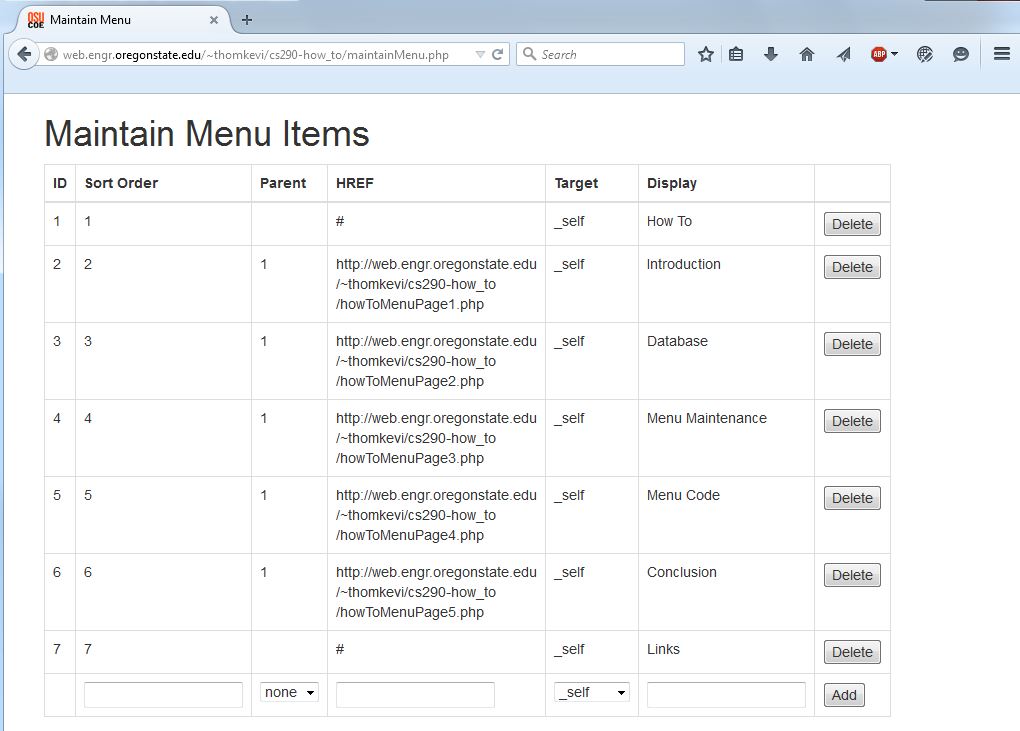 OSU COE Maintain Menu
web.engr.oregonstate.edu/~thomkevi/cs290-how_to/maintainMenu.php Search ABP
Maintain Menu Items
ID Sort Order Parent HREF Target Display
1 1 # _self How To Delete
2 2 1 http://web.engr.oregonstate.edu _self Introduction Delete
/~thomkevi/cs290-how_to
/howToMenuPage1.php
3 3 1 http://web.engr.oregonstate.edu _self Database Delete
/~thomkevi/cs290-how_to
/howToMenuPage2.php
4 4 1 http://web.engr.oregonstate.edu _self Menu Maintenance Delete
/~thomkevi/cs290-how_to
/howToMenuPage3.php
5 5 1 http://web.engr.oregonstate.edu _self Menu Code Delete
/~thomkevi/cs290-how_to
/howToMenuPage4.php
6 6 1 http://web.engr.oregonstate.edu _self Conclusion Delete
/~thomkevi/cs290-how_to
/howToMenuPage5.php
7 7 # _self Links Delete
none _self Add